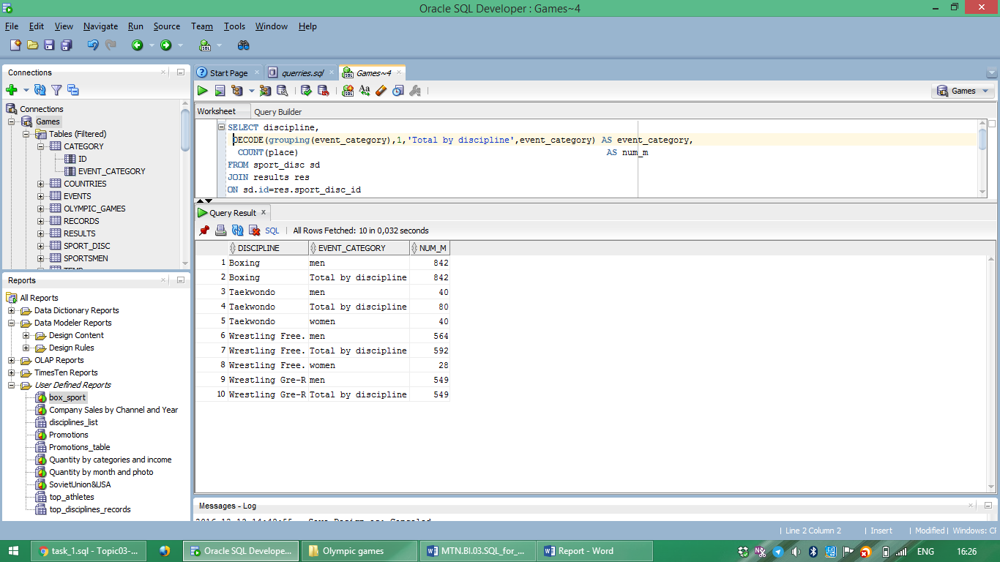 Oracle SQL Developer : Games~4
File Edit View Navigate Run Source Team Tools Window Help
Connections
Connections
Games
Tables (Filtered)
CATEGORY
ID
EVENT_CATEGORY
COUNTRIES
EVENTS
OLYMPIC_GAMES
RECORDS
RESULTS
SPORT_DISC
SPORTSMEN
Reports
All Reports
Data Dictionary Reports
Data Modeler Reports
Design Content
Design Rules
OLAP Reports
TimesTen Reports
User Defined Reports
box_sport
Company Sales by Channel and Year
disciplines_list
Promotions
Promotions_table
Quantity by categories and income
Quantity by month and photo
SovietUnion&USA
top_athletes
top_disciplines_records
Start Page querries.sql Games~4
Games
Worksheet Query Builder
SELECT discipline,
DECODE(grouping(event_category),1,'Total by discipline',event_category) AS event_category,
COUNT(place) AS num_m
FROM sport_disc sd
JOIN results res
ON sd.id=res.sport_disc_id
Query Result x
SQL | All Rows Fetched: 10 in 0,032 seconds
DISCIPLINE EVENT_CATEGORY NUM_M
1 Boxing men 842
2 Boxing Total by discipline 842
3 Taekwondo men 40
4 Taekwondo Total by discipline 80
5 Taekwondo women 40
6 Wrestling Free. men 564
7 Wrestling Free. Total by discipline 592
8 Wrestling Free. women 28
9 Wrestling Gre-R men 549
10 Wrestling Gre-R Total by discipline 549
Messages - Log
| Line 2 Column 2 | Insert | Modified | Windows: CF
task_1.sql - Topic03-... Oracle SQL Develope... Olympic games MTN.BI.03.SQL_for_... Report - Word ENG 16:26